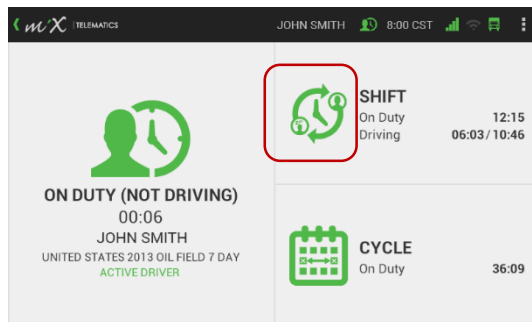 mix TELEMATICS JOHN SMITH 8:00 CST
ON DUTY (NOT DRIVING)
00:06
JOHN SMITH
UNITED STATES 2013 OIL FIELD 7 DAY
ACTIVE DRIVER
SHIFT
On Duty 12:15
Driving 06:03/10:46
CYCLE
On Duty 36:09